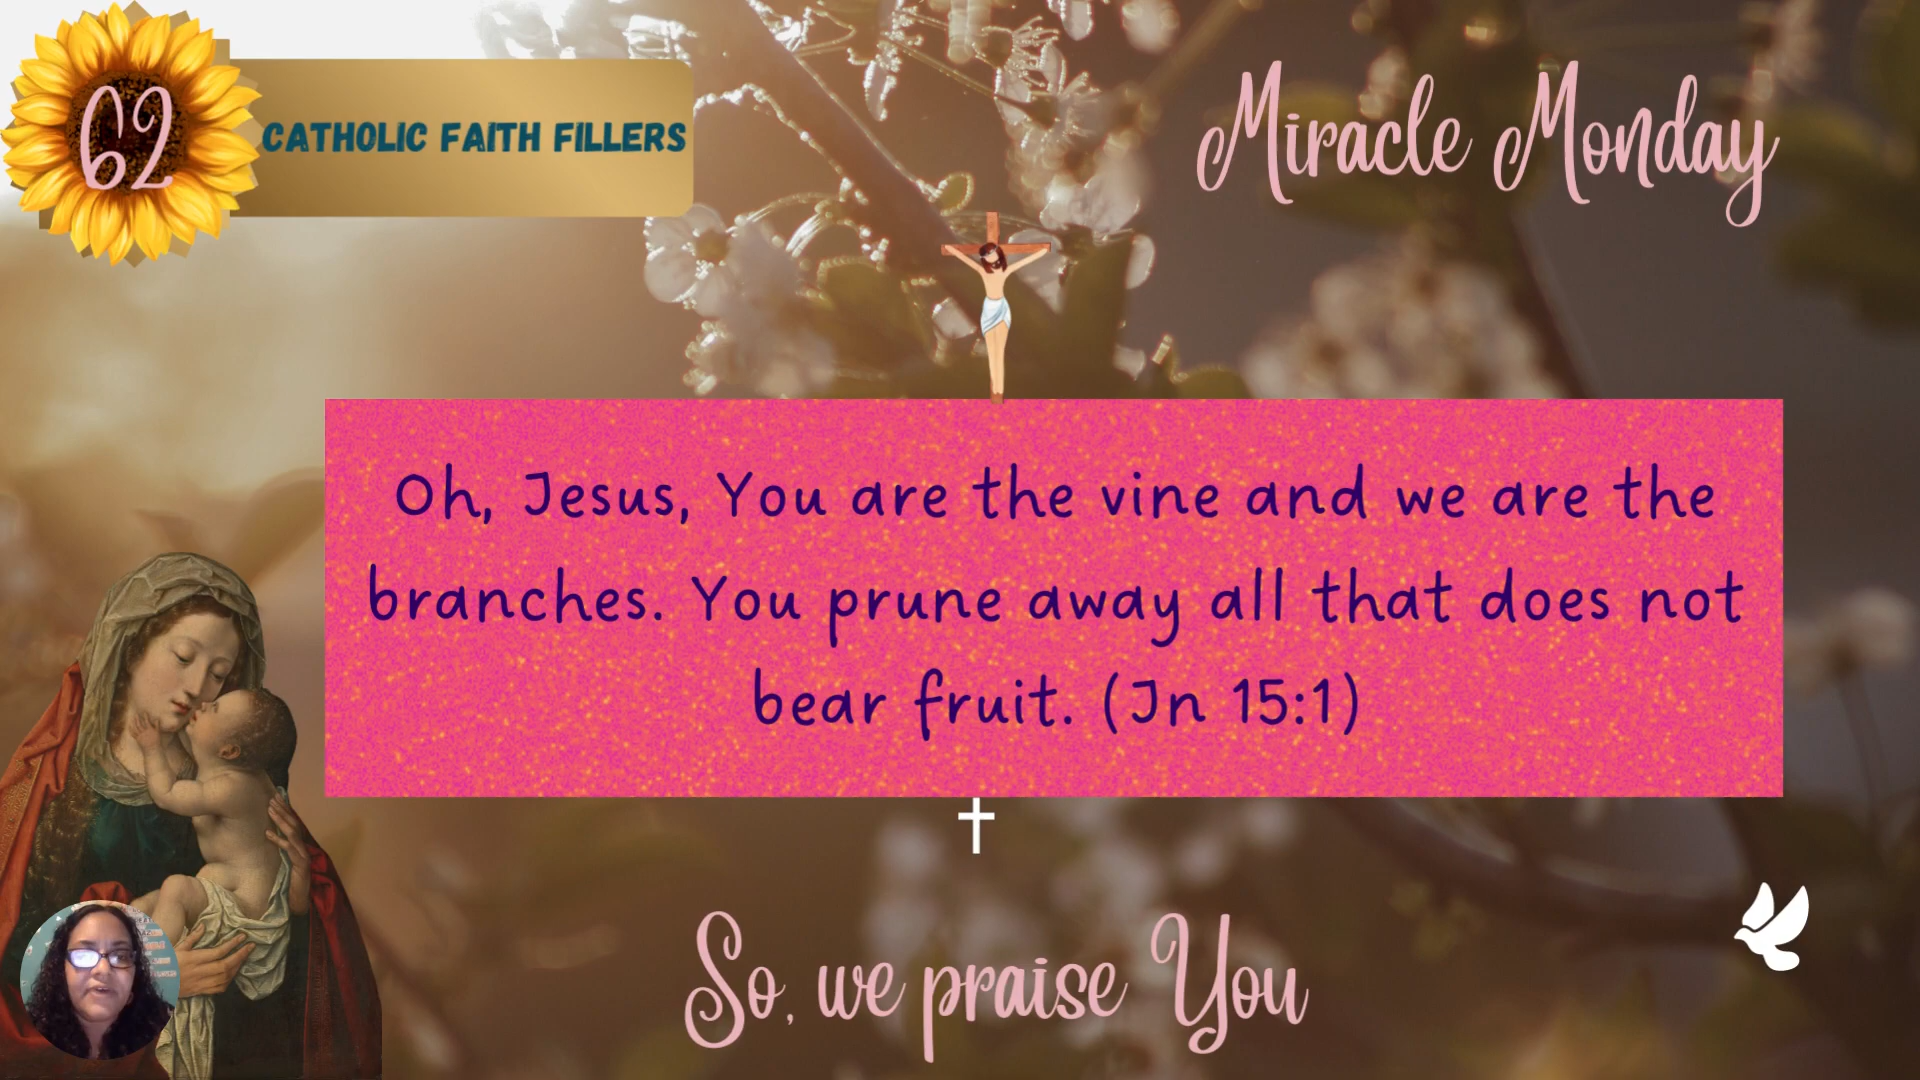 62
CATHOLIC FAITH FILLERS
Miracle Monday
Oh, Jesus, You are the vine and we are the
branches. You prune away all that does not
bear fruit. (Jn 15:1)
So, we praise You